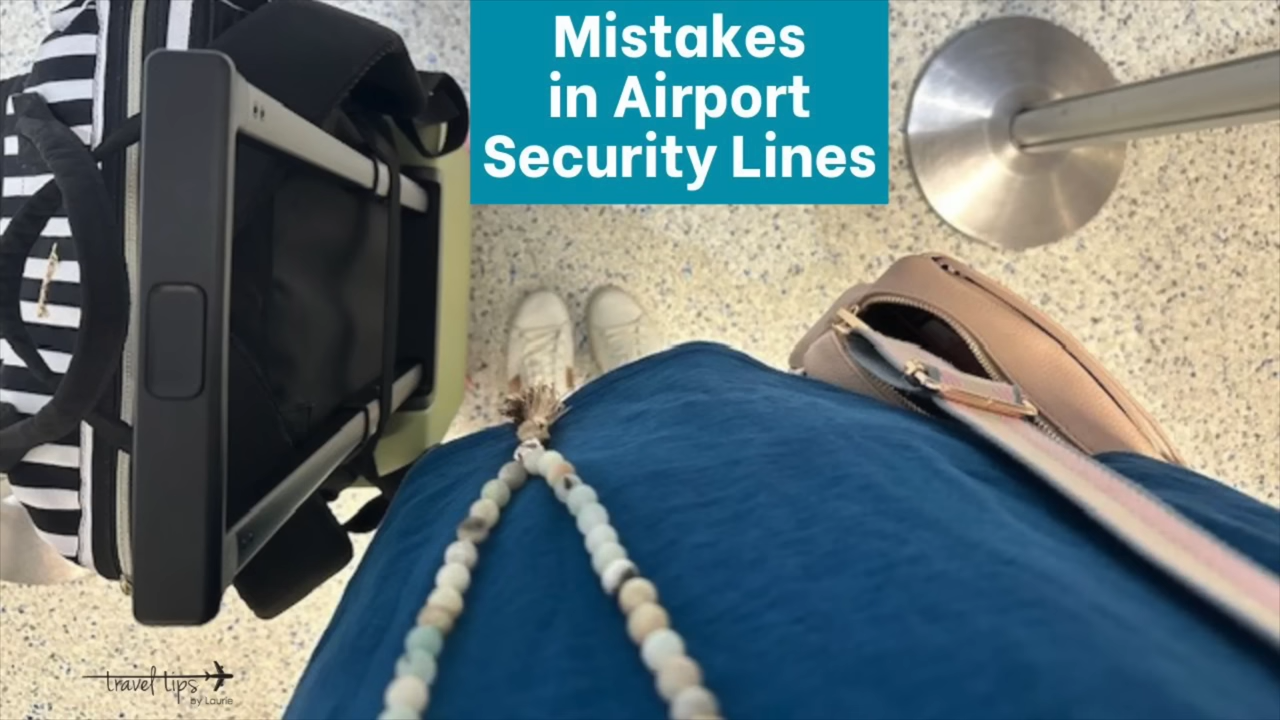 Mistakes
in Airport
Security Lines
travel tips
by Laurie